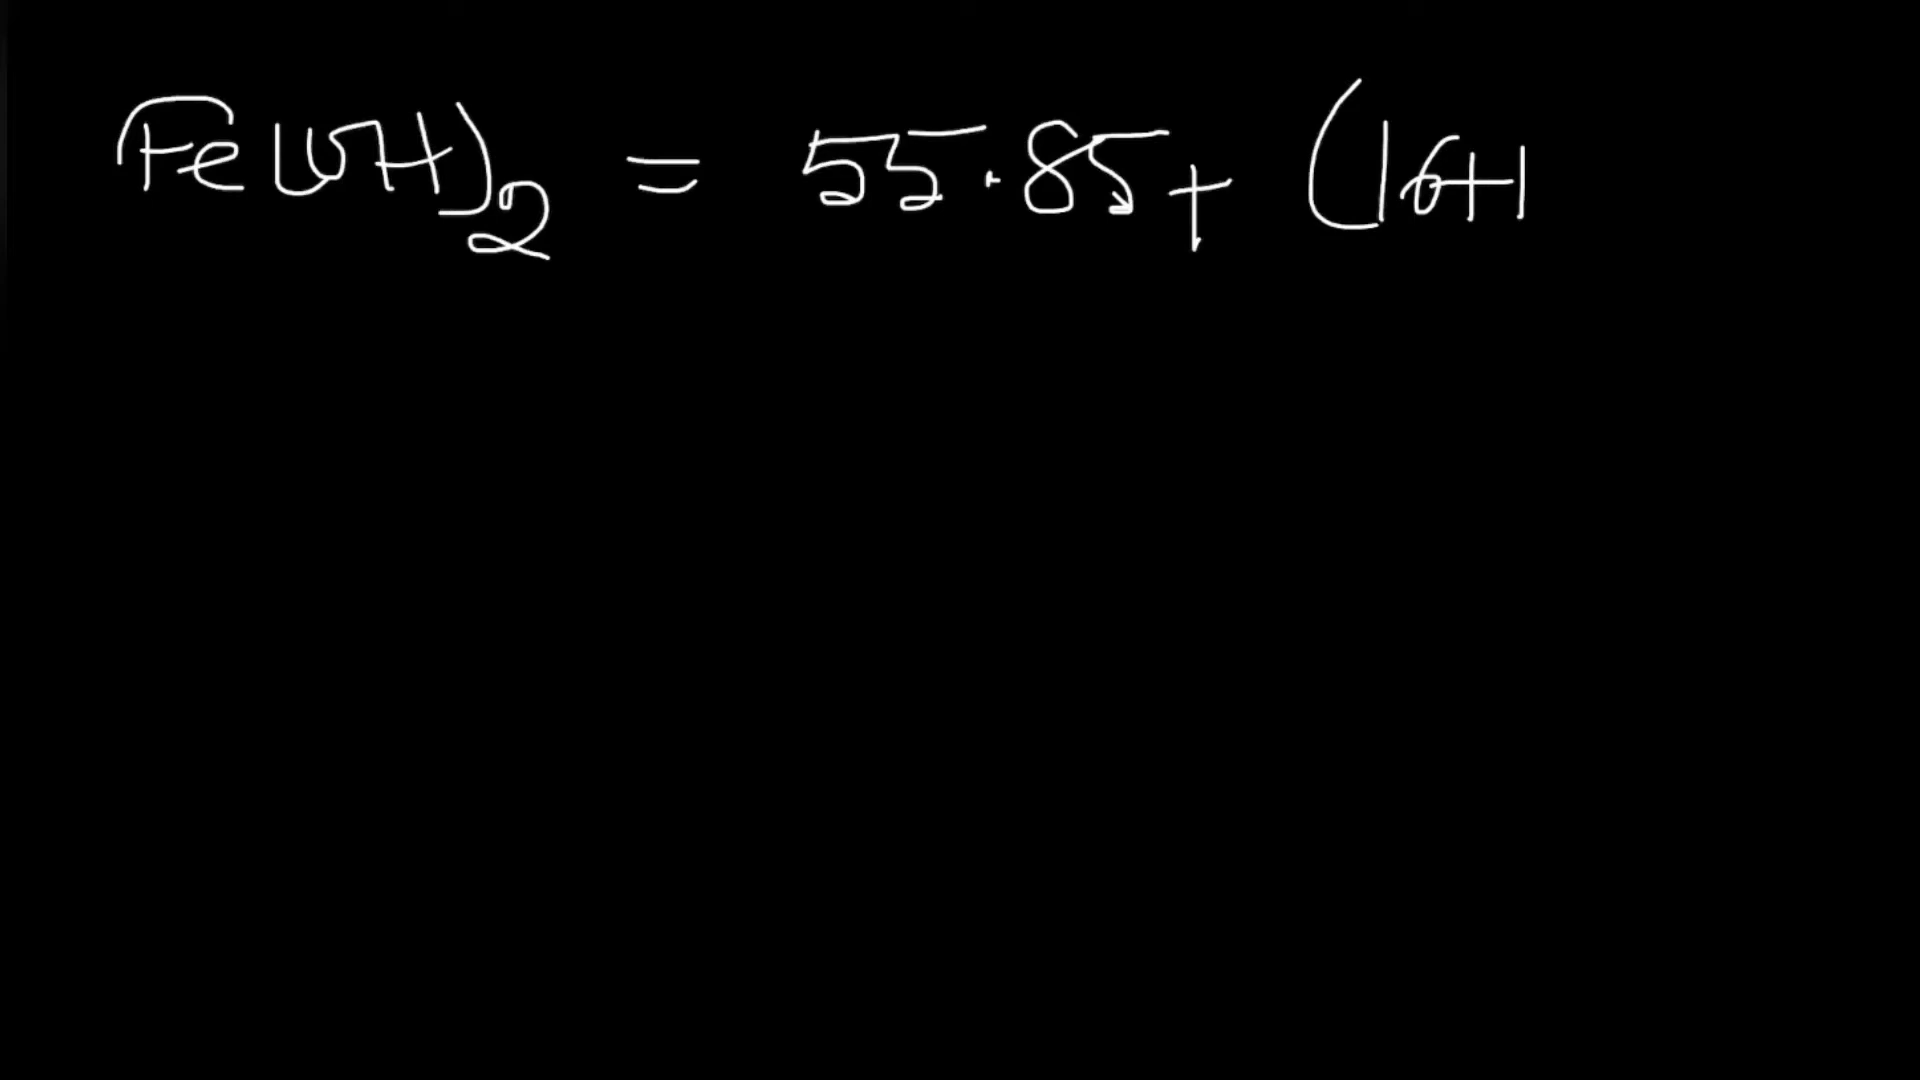 Fe(OH)₂ = 55.85+ (16+1